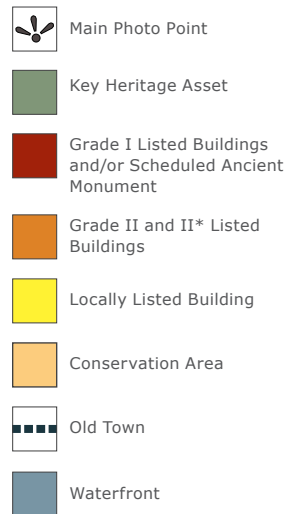 Main Photo Point
Key Heritage Asset
Grade I Listed Buildings
and/or Scheduled Ancient
Monument
Grade II and II* Listed
Buildings
Locally Listed Building
Conservation Area
Old Town
Waterfront